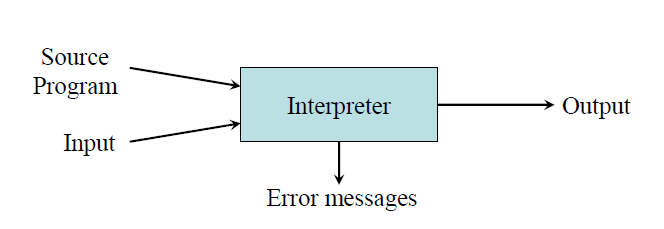 Source
Program
Interpreter
Output
Input
Error messages